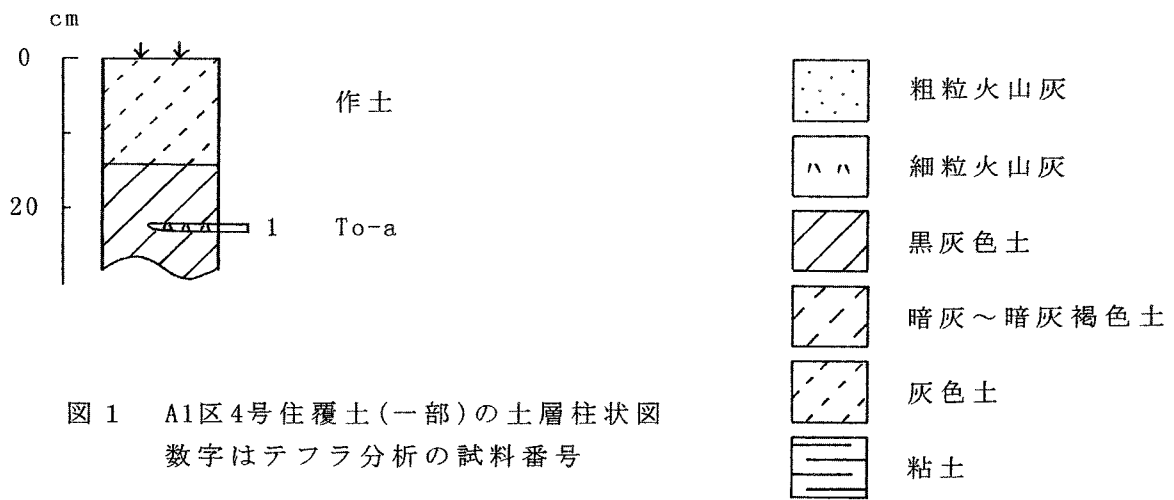 cm
0
作土
20
1 To-a
粗粒火山灰
細粒火山灰
黒灰色土
暗灰～暗灰褐色土
灰色土
粘土
図1 A1区4号住覆土(一部)の土層柱状図
数字はテフラ分析の試料番号